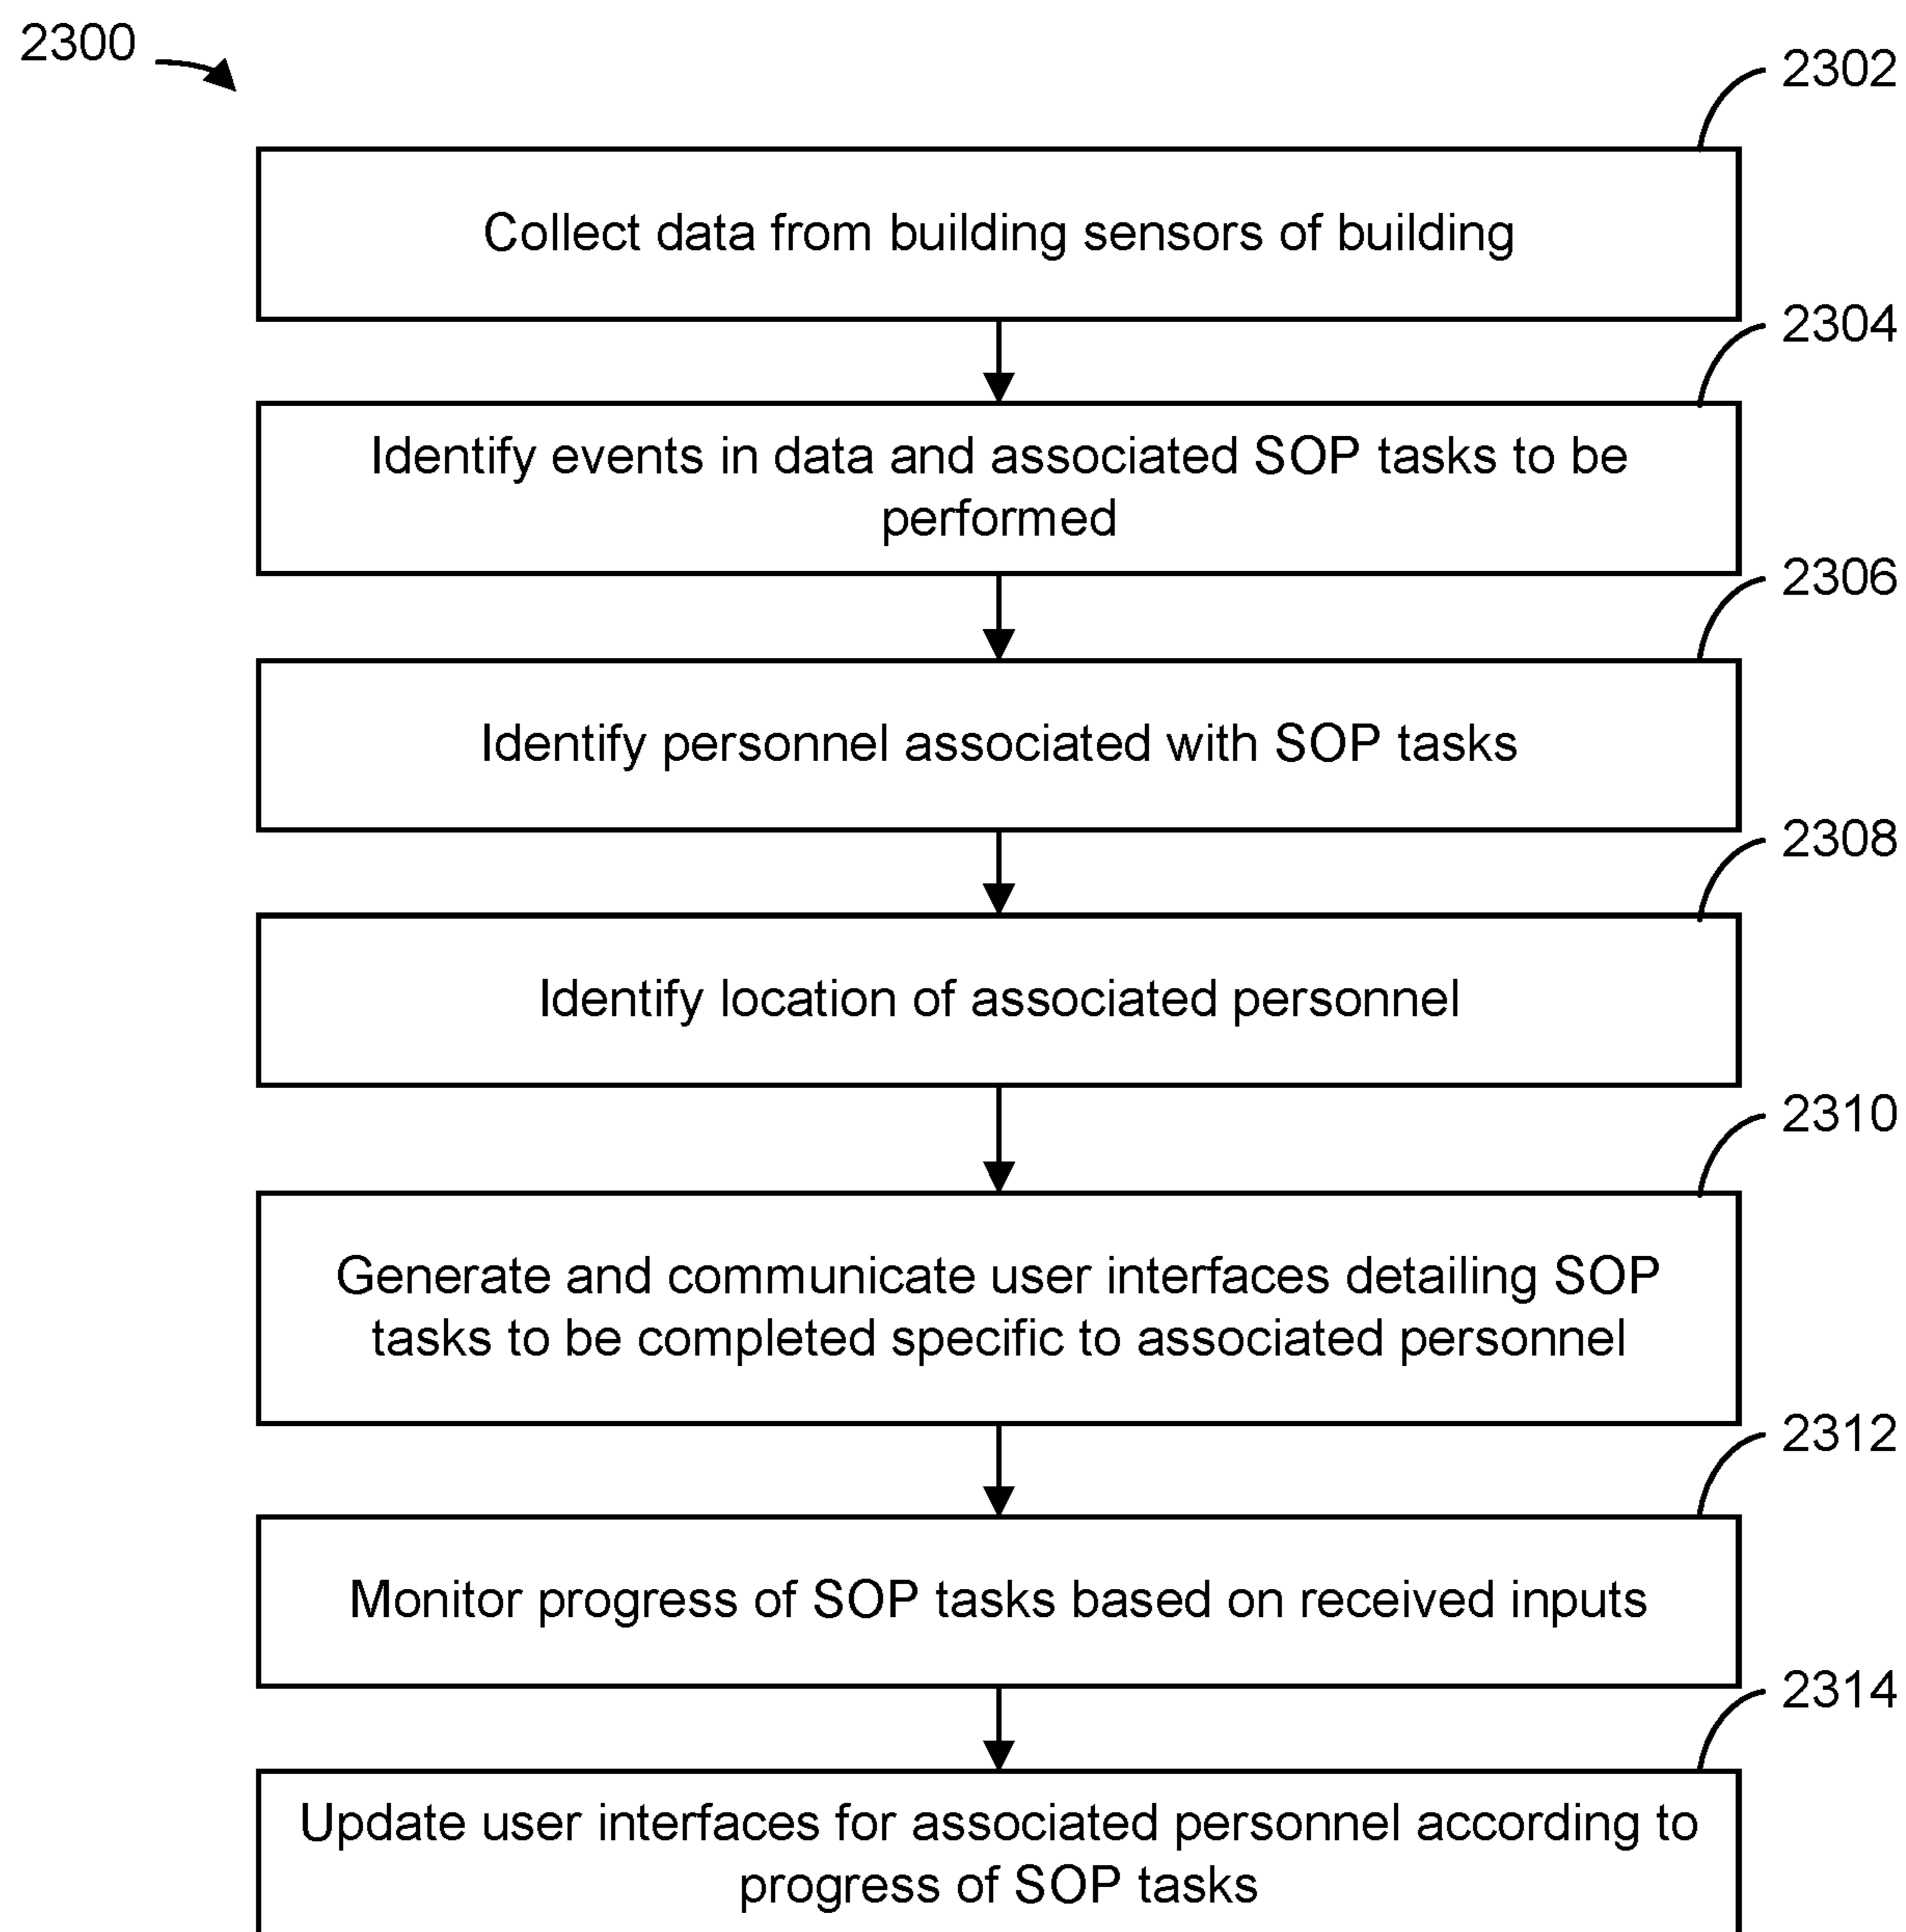 2300
2302
Collect data from building sensors of building
2304
Identify events in data and associated SOP tasks to be
performed
2306
Identify personnel associated with SOP tasks
2308
Identify location of associated personnel
2310
Generate and communicate user interfaces detailing SOP
tasks to be completed specific to associated personnel
2312
Monitor progress of SOP tasks based on received inputs
2314
Update user interfaces for associated personnel according to
progress of SOP tasks